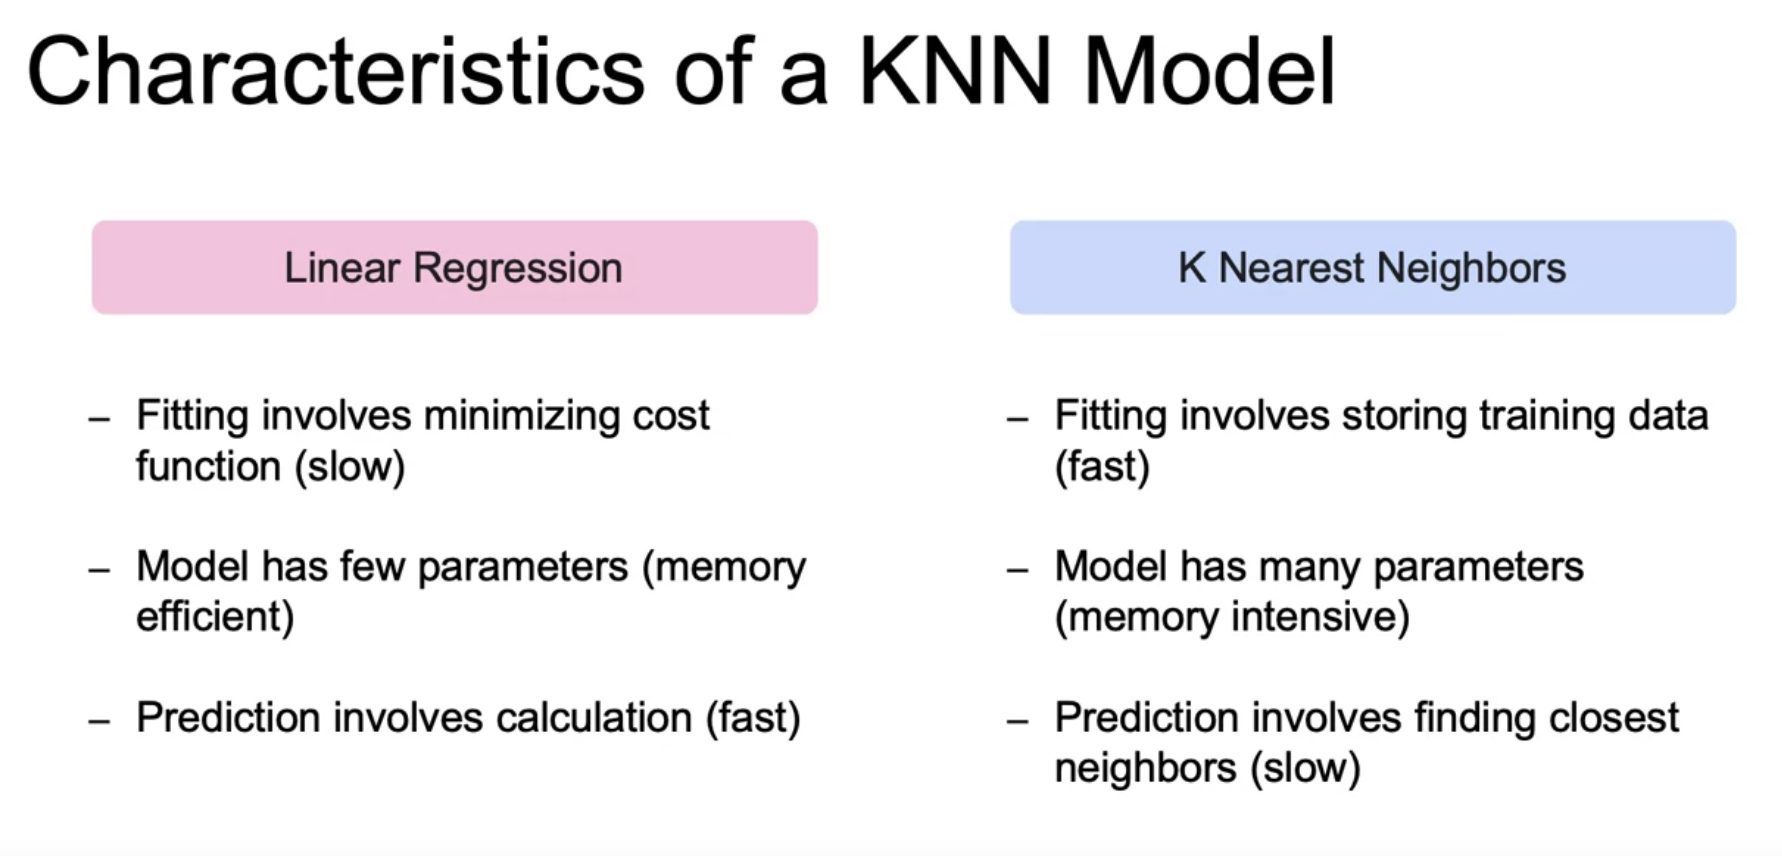 Characteristics of a KNN Model
Linear Regression
– Fitting involves minimizing cost
function (slow)
– Model has few parameters (memory
efficient)
– Prediction involves calculation (fast)
K Nearest Neighbors
– Fitting involves storing training data
(fast)
– Model has many parameters
(memory intensive)
– Prediction involves finding closest
neighbors (slow)